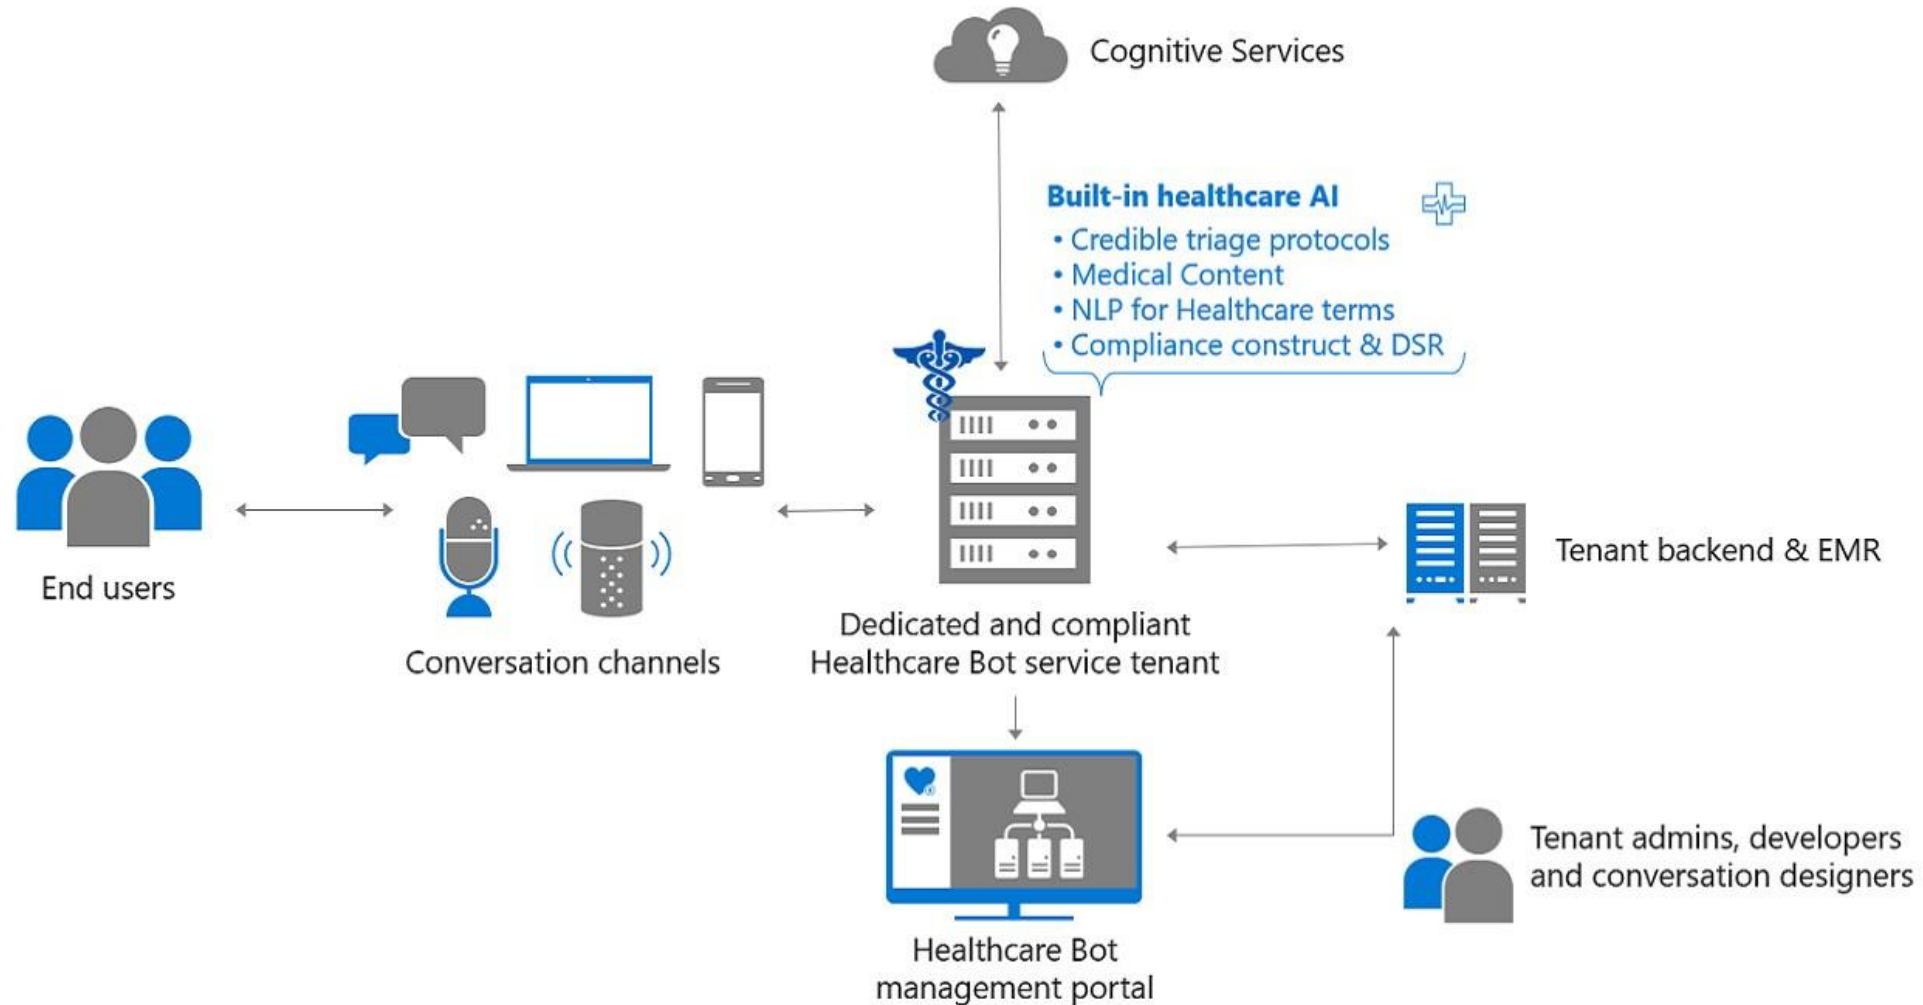 Cognitive Services
Built-in healthcare AI
• Credible triage protocols
• Medical Content
• NLP for Healthcare terms
• Compliance construct & DSR
End users
Conversation channels
Dedicated and compliant
Healthcare Bot service tenant
Tenant backend & EMR
Tenant admins, developers
and conversation designers
Healthcare Bot
management portal